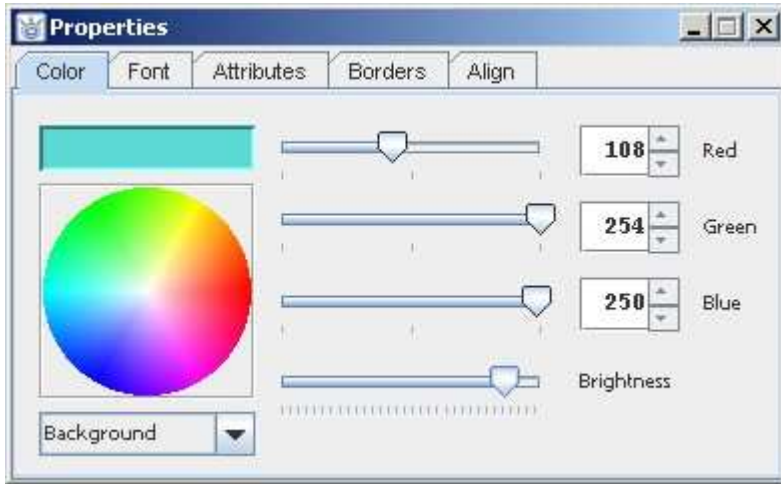 Properties
Color Font Attributes Borders Align
108 Red
254 Green
250 Blue
Brightness
Background